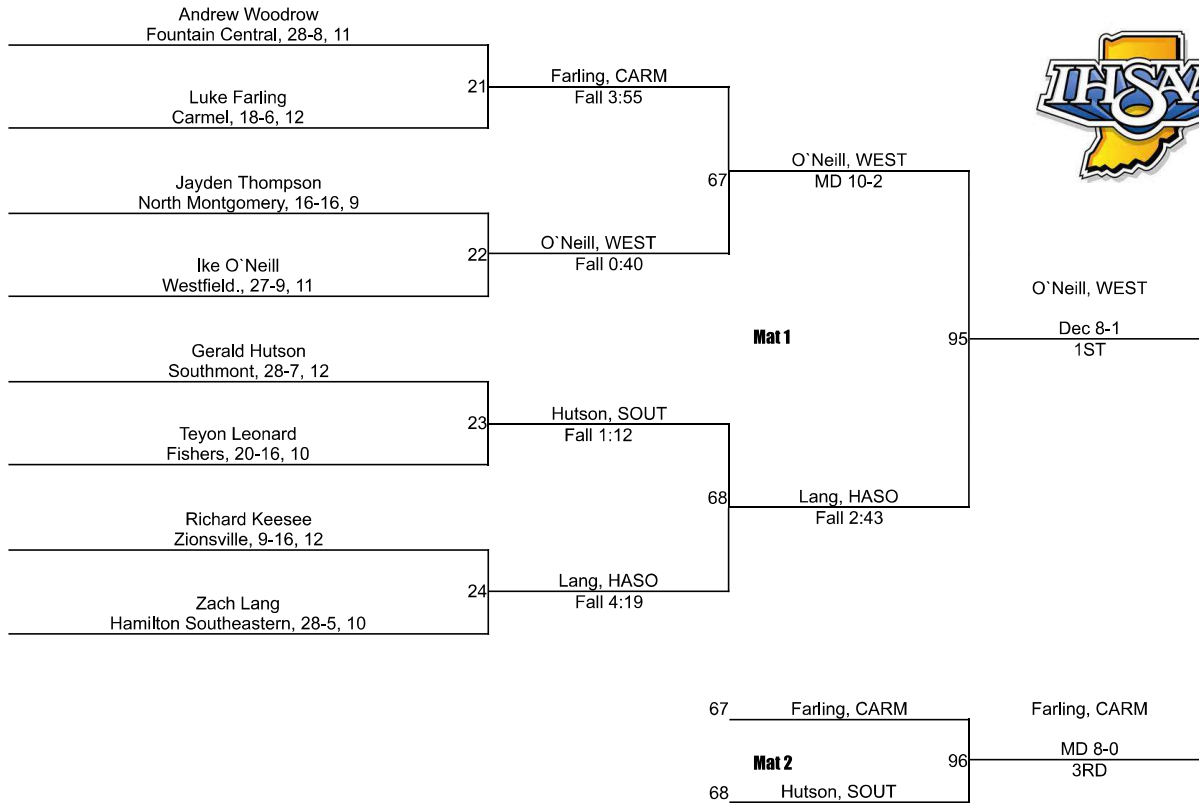 Andrew Woodrow
Fountain Central, 28-8, 11
21
Farling, CARM
Fall 3:55
Luke Farling
Carmel, 18-6, 12
IHSAA
67
O`Neill, WEST
MD 10-2
Jayden Thompson
North Montgomery, 16-16, 9
22
O`Neill, WEST
Fall 0:40
Ike O`Neill
Westfield., 27-9, 11
Mat 1
95
O`Neill, WEST
Dec 8-1
1ST
Gerald Hutson
Southmont, 28-7, 12
23
Hutson, SOUT
Fall 1:12
Teyon Leonard
Fishers, 20-16, 10
68
Lang, HASO
Fall 2:43
Richard Keesee
Zionsville, 9-16, 12
24
Lang, HASO
Fall 4:19
Zach Lang
Hamilton Southeastern, 28-5, 10
67
Farling, CARM
Mat 2
96
Farling, CARM
MD 8-0
3RD
68
Hutson, SOUT